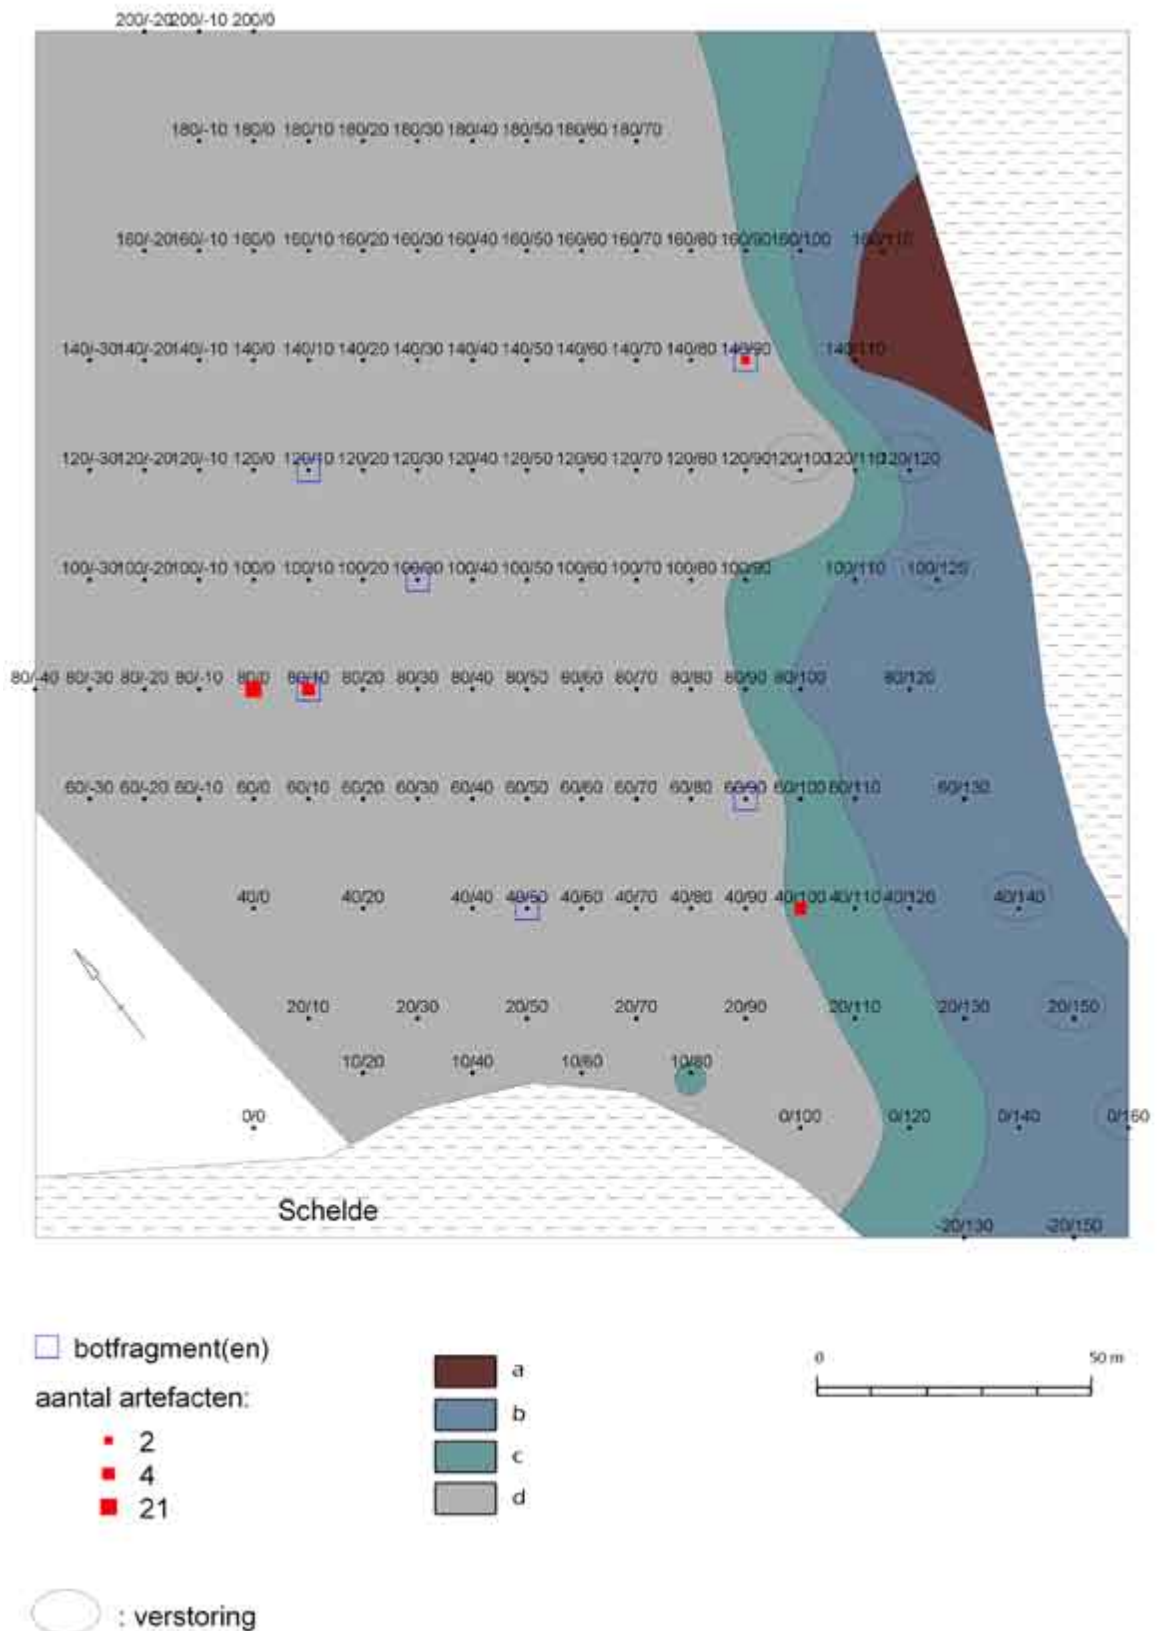 200/-20 200/-10 200/0
180/-10 180/0 180/10 180/20 180/30 180/40 180/50 180/60 180/70
160/-20 160/-10 160/0 160/10 160/20 160/30 160/40 160/50 160/60 160/70 160/80 160/90 160/100 160/110
140/-30 140/-20 140/-10 140/0 140/10 140/20 140/30 140/40 140/50 140/60 140/70 140/80 140/90 140/110
120/-30 120/-20 120/-10 120/0 120/10 120/20 120/30 120/40 120/50 120/60 120/70 120/80 120/90 120/100 120/110 120/120
100/-30 100/-20 100/-10 100/0 100/10 100/20 100/30 100/40 100/50 100/60 100/70 100/80 100/90 100/110 100/120
80/-40 80/-30 80/-20 80/-10 80/0 80/10 80/20 80/30 80/40 80/50 80/60 80/70 80/80 80/90 80/100 80/120
60/-30 60/-20 60/-10 60/0 60/10 60/20 60/30 60/40 60/50 60/60 60/70 60/80 60/90 60/100 60/110 60/130
40/0 40/20 40/40 40/50 40/60 40/70 40/80 40/90 40/100 40/110 40/120 40/140
20/10 20/30 20/50 20/70 20/90 20/110 20/130 20/150
10/20 10/40 10/60 10/80
0/0 0/100 0/120 0/140 0/160
Schelde
-20/130 -20/150
botfragment(en)
aantal artefacten:
2
4
21
: verstoring
a
b
c
d
0 50 m